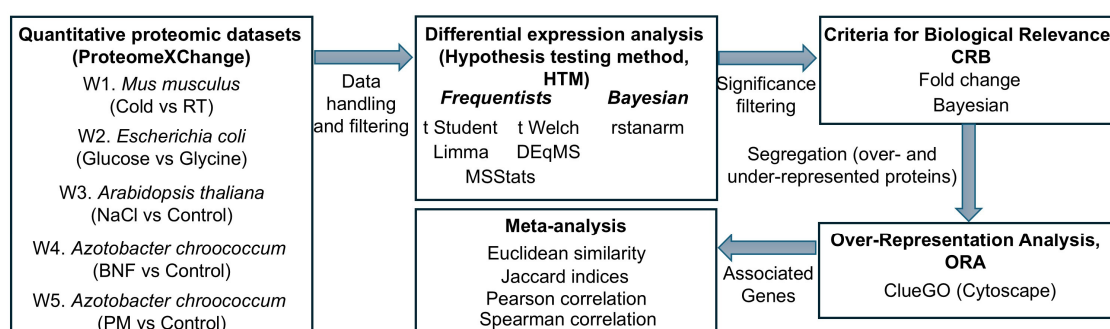 Quantitative proteomic datasets
(ProteomeXChange)
W1. Mus musculus
(Cold vs RT)
W2. Escherichia coli
(Glucose vs Glycine)
W3. Arabidopsis thaliana
(NaCl vs Control)
W4. Azotobacter chroococcum
(BNF vs Control)
W5. Azotobacter chroococcum
(PM vs Control)
Data
handling
and filtering
Differential expression analysis
(Hypothesis testing method,
HTM)
Frequentists Bayesian
t Student t Welch rstanarm
Limma DEqMS
MSStats
Significance
filtering
Criteria for Biological Relevance
CRB
Fold change
Bayesian
Segregation (over- and
under-represented proteins)
Over-Representation Analysis,
ORA
ClueGO (Cytoscape)
Associated
Genes
Meta-analysis
Euclidean similarity
Jaccard indices
Pearson correlation
Spearman correlation